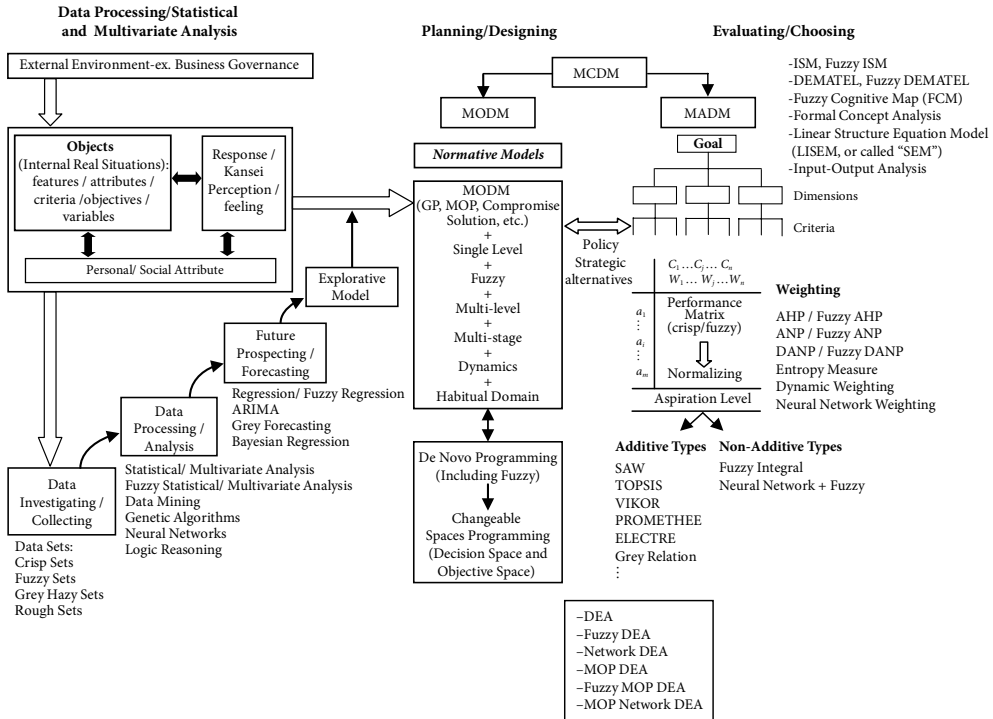 Data Processing/Statistical
and Multivariate Analysis
External Environment-ex. Business Governance
Objects
(Internal Real Situations):
features / attributes /
criteria /objectives /
variables
Response /
Kansei
Perception /
feeling
Personal/ Social Attribute
Explorative
Model
Future
Prospecting /
Forecasting
Regression/ Fuzzy Regression
ARIMA
Grey Forecasting
Bayesian Regression
Data
Processing /
Analysis
Statistical/ Multivariate Analysis
Fuzzy Statistical/ Multivariate Analysis
Data Mining
Genetic Algorithms
Neural Networks
Logic Reasoning
Data
Investigating /
Collecting
Data Sets:
Crisp Sets
Fuzzy Sets
Grey Hazy Sets
Rough Sets
Planning/Designing
MCDM
MODM
Normative Models
MODM
(GP, MOP, Compromise
Solution, etc.)
+
Single Level
+
Fuzzy
+
Multi-level
+
Multi-stage
+
Dynamics
+
Habitual Domain
De Novo Programming
(Including Fuzzy)
Changeable
Spaces Programming
(Decision Space and
Objective Space)
Policy
Strategic
alternatives
Evaluating/Choosing
MADM
-ISM, Fuzzy ISM
-DEMATEL, Fuzzy DEMATEL
-Fuzzy Cognitive Map (FCM)
-Formal Concept Analysis
-Linear Structure Equation Model
(LISEM, or called “SEM”)
-Input-Output Analysis
Goal
Dimensions
Criteria
C1…Cj… Cn
W1… Wj…Wn
a1
⋮
ai
⋮
am
Performance
Matrix
(crisp/fuzzy)
Normalizing
Aspiration Level
Weighting
AHP / Fuzzy AHP
ANP / Fuzzy ANP
DANP / Fuzzy DANP
Entropy Measure
Dynamic Weighting
Neural Network Weighting
Additive Types
SAW
TOPSIS
VIKOR
PROMETHEE
ELECTRE
Grey Relation
⋮
Non-Additive Types
Fuzzy Integral
Neural Network + Fuzzy
–DEA
–Fuzzy DEA
–Network DEA
–MOP DEA
–Fuzzy MOP DEA
–MOP Network DEA